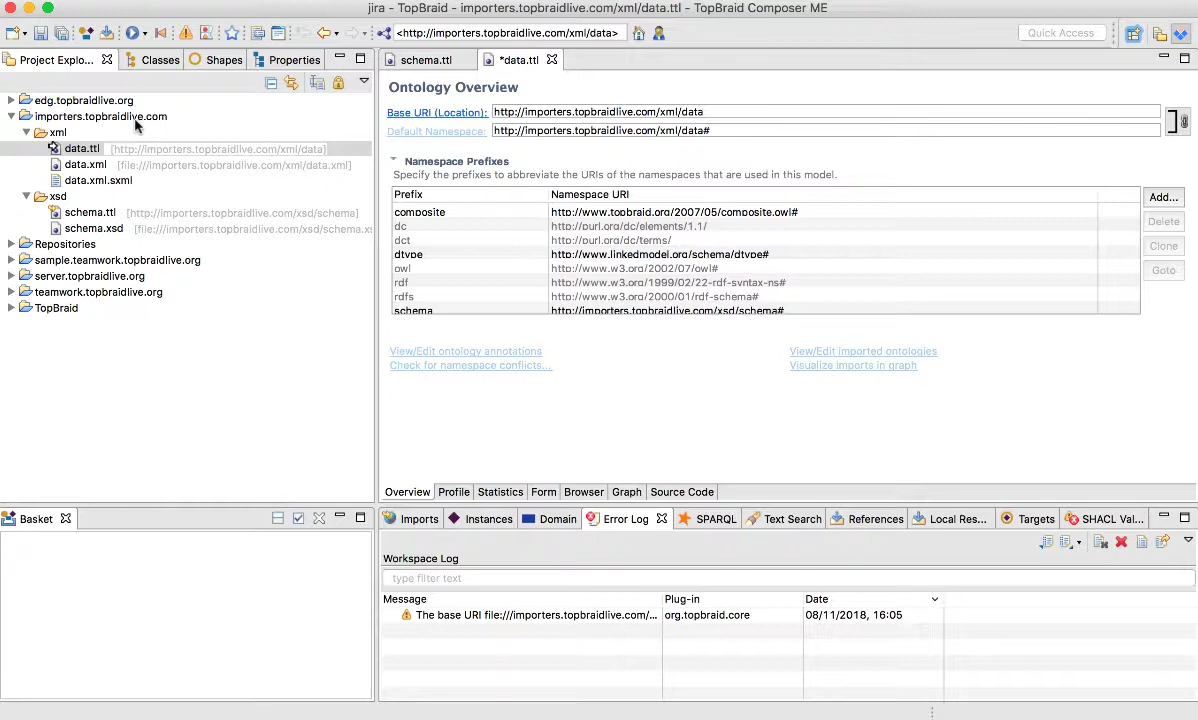 jira - TopBraid - importers.topbraidlive.com/xml/data.ttl - TopBraid Composer ME
<http://importers.topbraidlive.com/xml/data>
Quick Access
Project Explo...
Classes
Shapes
Properties
edg.topbraidlive.org
importers.topbraidlive.com
xml
data.ttl [http://importers.topbraidlive.com/xml/data]
data.xml [file:///importers.topbraidlive.com/xml/data.xml]
data.xml.sxml
xsd
schema.ttl [http://importers.topbraidlive.com/xsd/schema]
schema.xsd [file:///importers.topbraidlive.com/xsd/schema.x
Repositories
sample.teamwork.topbraidlive.org
server.topbraidlive.org
teamwork.topbraidlive.org
TopBraid
schema.ttl
*data.ttl
Ontology Overview
Base URI (Location): http://importers.topbraidlive.com/xml/data
Default Namespace: http://importers.topbraidlive.com/xml/data#
Namespace Prefixes
Specify the prefixes to abbreviate the URIs of the namespaces that are used in this model.
Prefix Namespace URI
composite http://www.topbraid.org/2007/05/composite.owl#
dc http://purl.org/dc/elements/1.1/
dct http://purl.org/dc/terms/
dtype http://www.linkedmodel.org/schema/dtype#
owl http://www.w3.org/2002/07/owl#
rdf http://www.w3.org/1999/02/22-rdf-syntax-ns#
rdfs http://www.w3.org/2000/01/rdf-schema#
schema http://importers.topbraidlive.com/xsd/schema#
Add...
Delete
Clone
Goto
View/Edit ontology annotations
View/Edit imported ontologies
Check for namespace conflicts...
Visualize imports in graph
Overview Profile Statistics Form Browser Graph Source Code
Basket
Imports Instances Domain Error Log SPARQL Text Search References Local Res... Targets SHACL Val...
Workspace Log
type filter text
Message Plug-in Date
The base URI file:///importers.topbraidlive.com/... org.topbraid.core 08/11/2018, 16:05